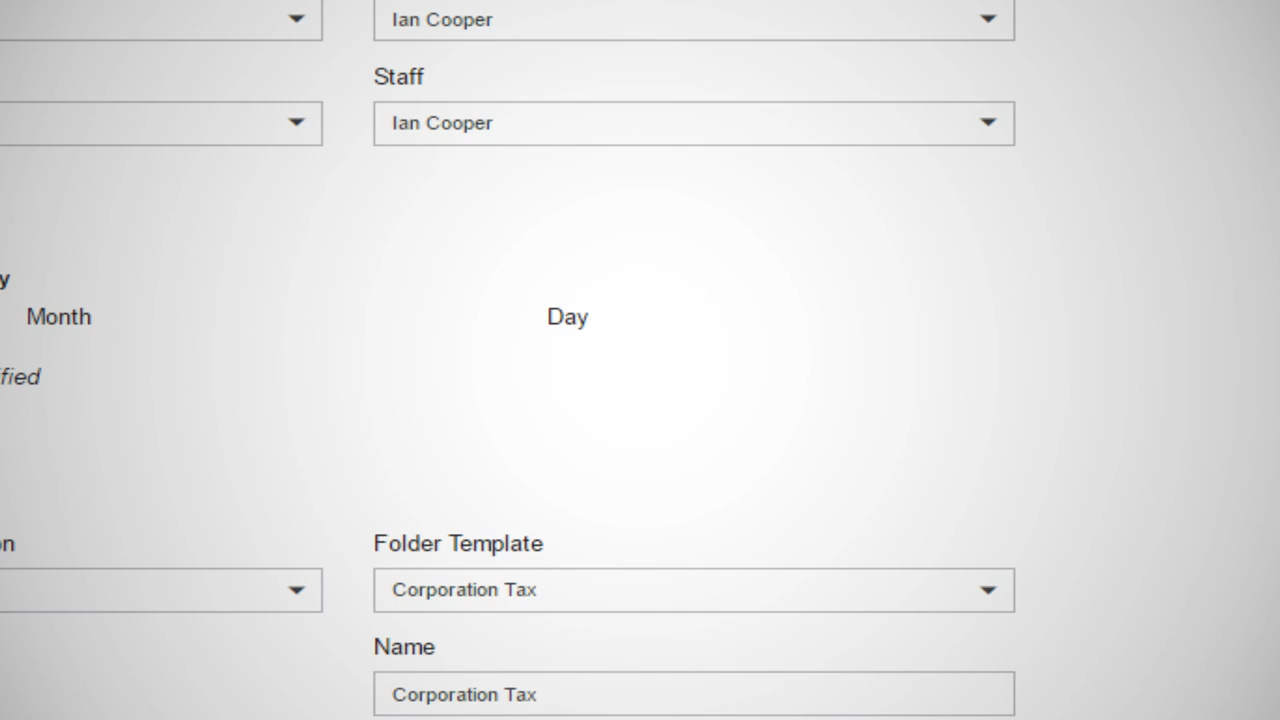 Ian Cooper
Staff
Ian Cooper
y
Month Day
fied
on Folder Template
Corporation Tax
Name
Corporation Tax